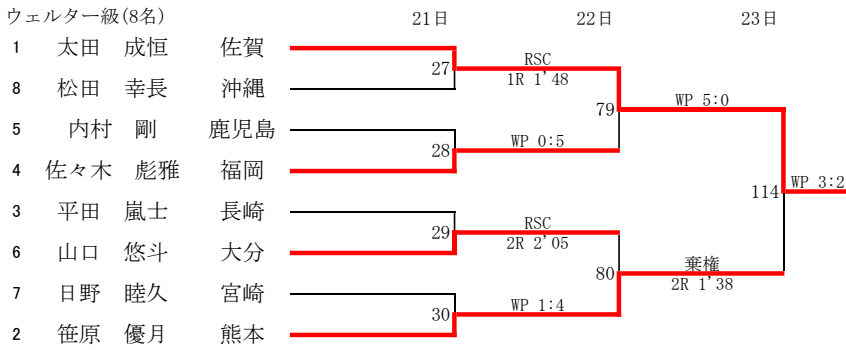 ウェルター級(8名) 21日 22日 23日
1 太田 成恒 佐賀
27 RSC
8 松田 幸長 沖縄 1R 1'48
79 WP 5:0
5 内村 剛 鹿児島
28 WP 0:5
4 佐々木 彪雅 福岡
114 WP 3:2
3 平田 嵐士 長崎
29 RSC
6 山口 悠斗 大分 2R 2'05
80 棄権
7 日野 睦久 宮崎 2R 1'38
30 WP 1:4
2 笹原 優月 熊本